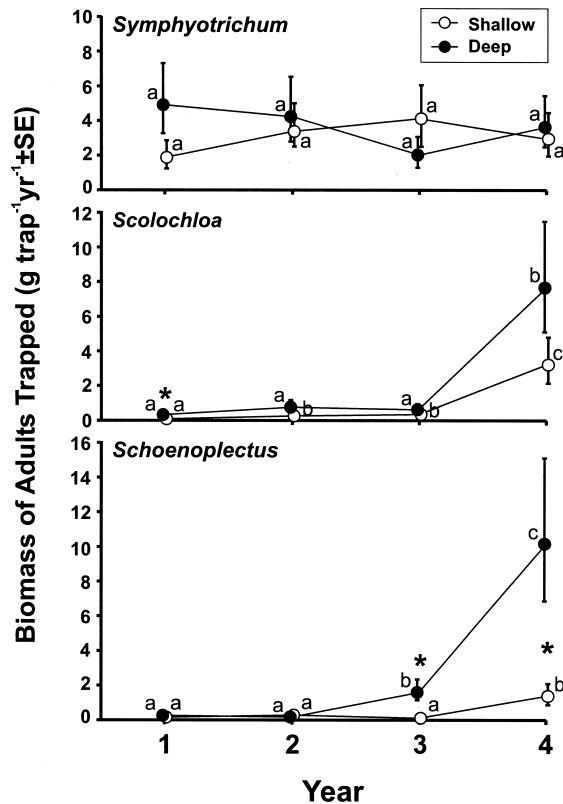 Symphyotrichum
Shallow
Deep
10
8
6
4
2
0
a a a a a a a a
Scolochloa
12
10
8
6
4
2
0
a * a a b a b b c
Schoenoplectus
16
14
12
10
8
6
4
2
0
a a a a b * a c * b
1 2 3 4
Year
Biomass of Adults Trapped (g trap⁻¹yr⁻¹±SE)